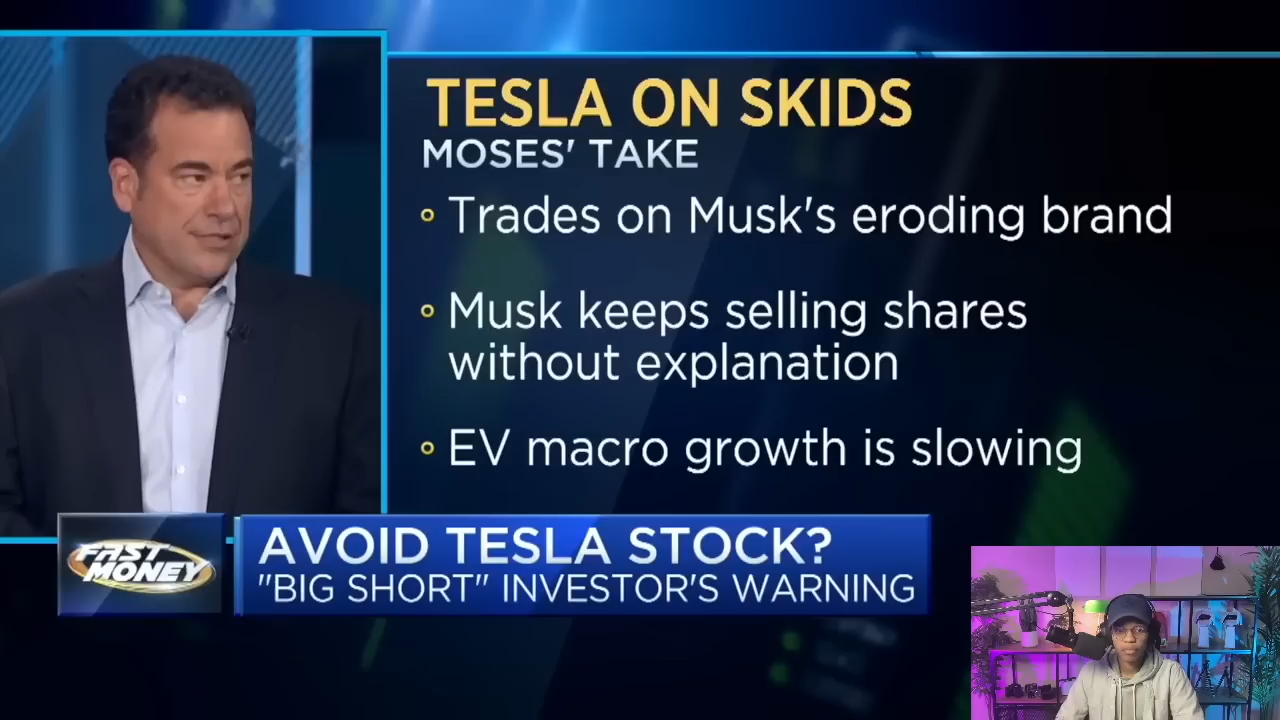 TESLA ON SKIDS
MOSES' TAKE
Trades on Musk's eroding brand
Musk keeps selling shares
without explanation
EV macro growth is slowing
FAST
MONEY
AVOID TESLA STOCK?
"BIG SHORT" INVESTOR'S WARNING